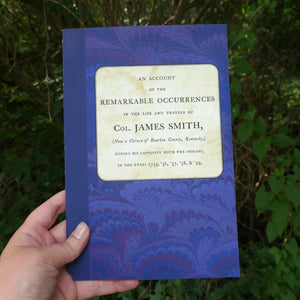 AN ACCOUNT
OF THE
REMARKABLE OCCURRENCES
IN THE LIFE AND TRAVELS OF
COL. JAMES SMITH,
(Now a Citizen of Bourbon County, Kentucky,)
DURING HIS CAPTIVITY WITH THE INDIANS,
IN THE YEARS 1755, '56, '57, '58, & '59,